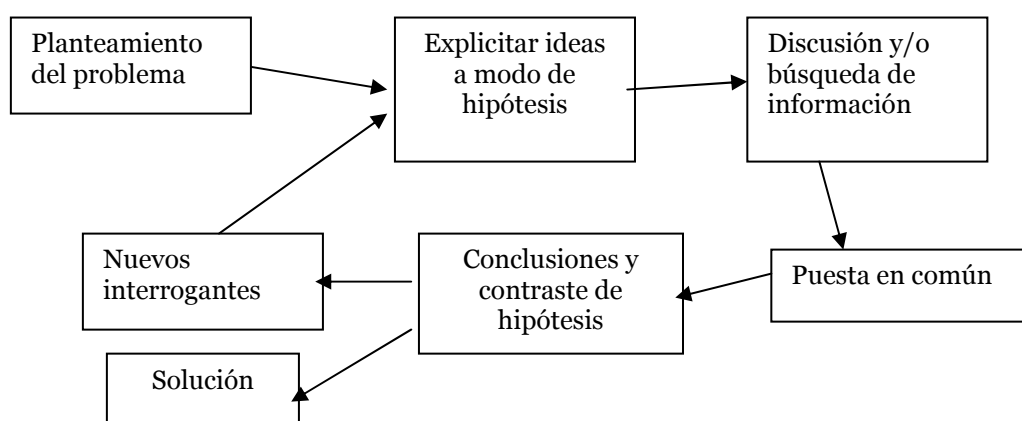 Planteamiento
del problema
Explicitar ideas
a modo de
hipótesis
Discusión y/o
búsqueda de
información
Nuevos
interrogantes
Conclusiones y
contraste de
hipótesis
Puesta en común
Solución